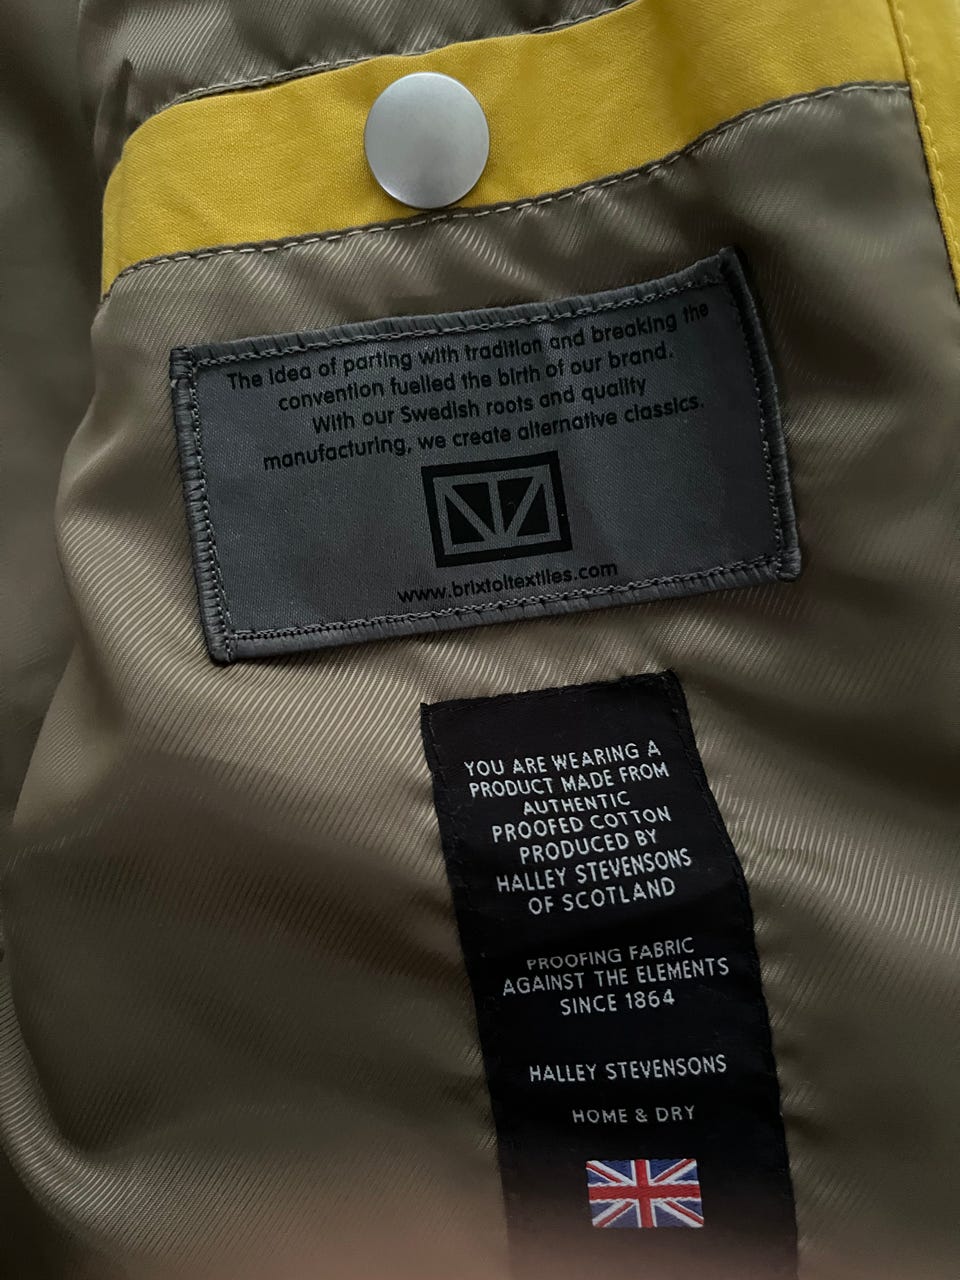 The idea of parting with tradition and breaking the
convention fuelled the birth of our brand.
With our Swedish roots and quality
manufacturing, we create alternative classics.
www.brixtoltextiles.com
YOU ARE WEARING A
PRODUCT MADE FROM
AUTHENTIC
PROOFED COTTON
PRODUCED BY
HALLEY STEVENSONS
OF SCOTLAND
PROOFING FABRIC
AGAINST THE ELEMENTS
SINCE 1864
HALLEY STEVENSONS
HOME & DRY